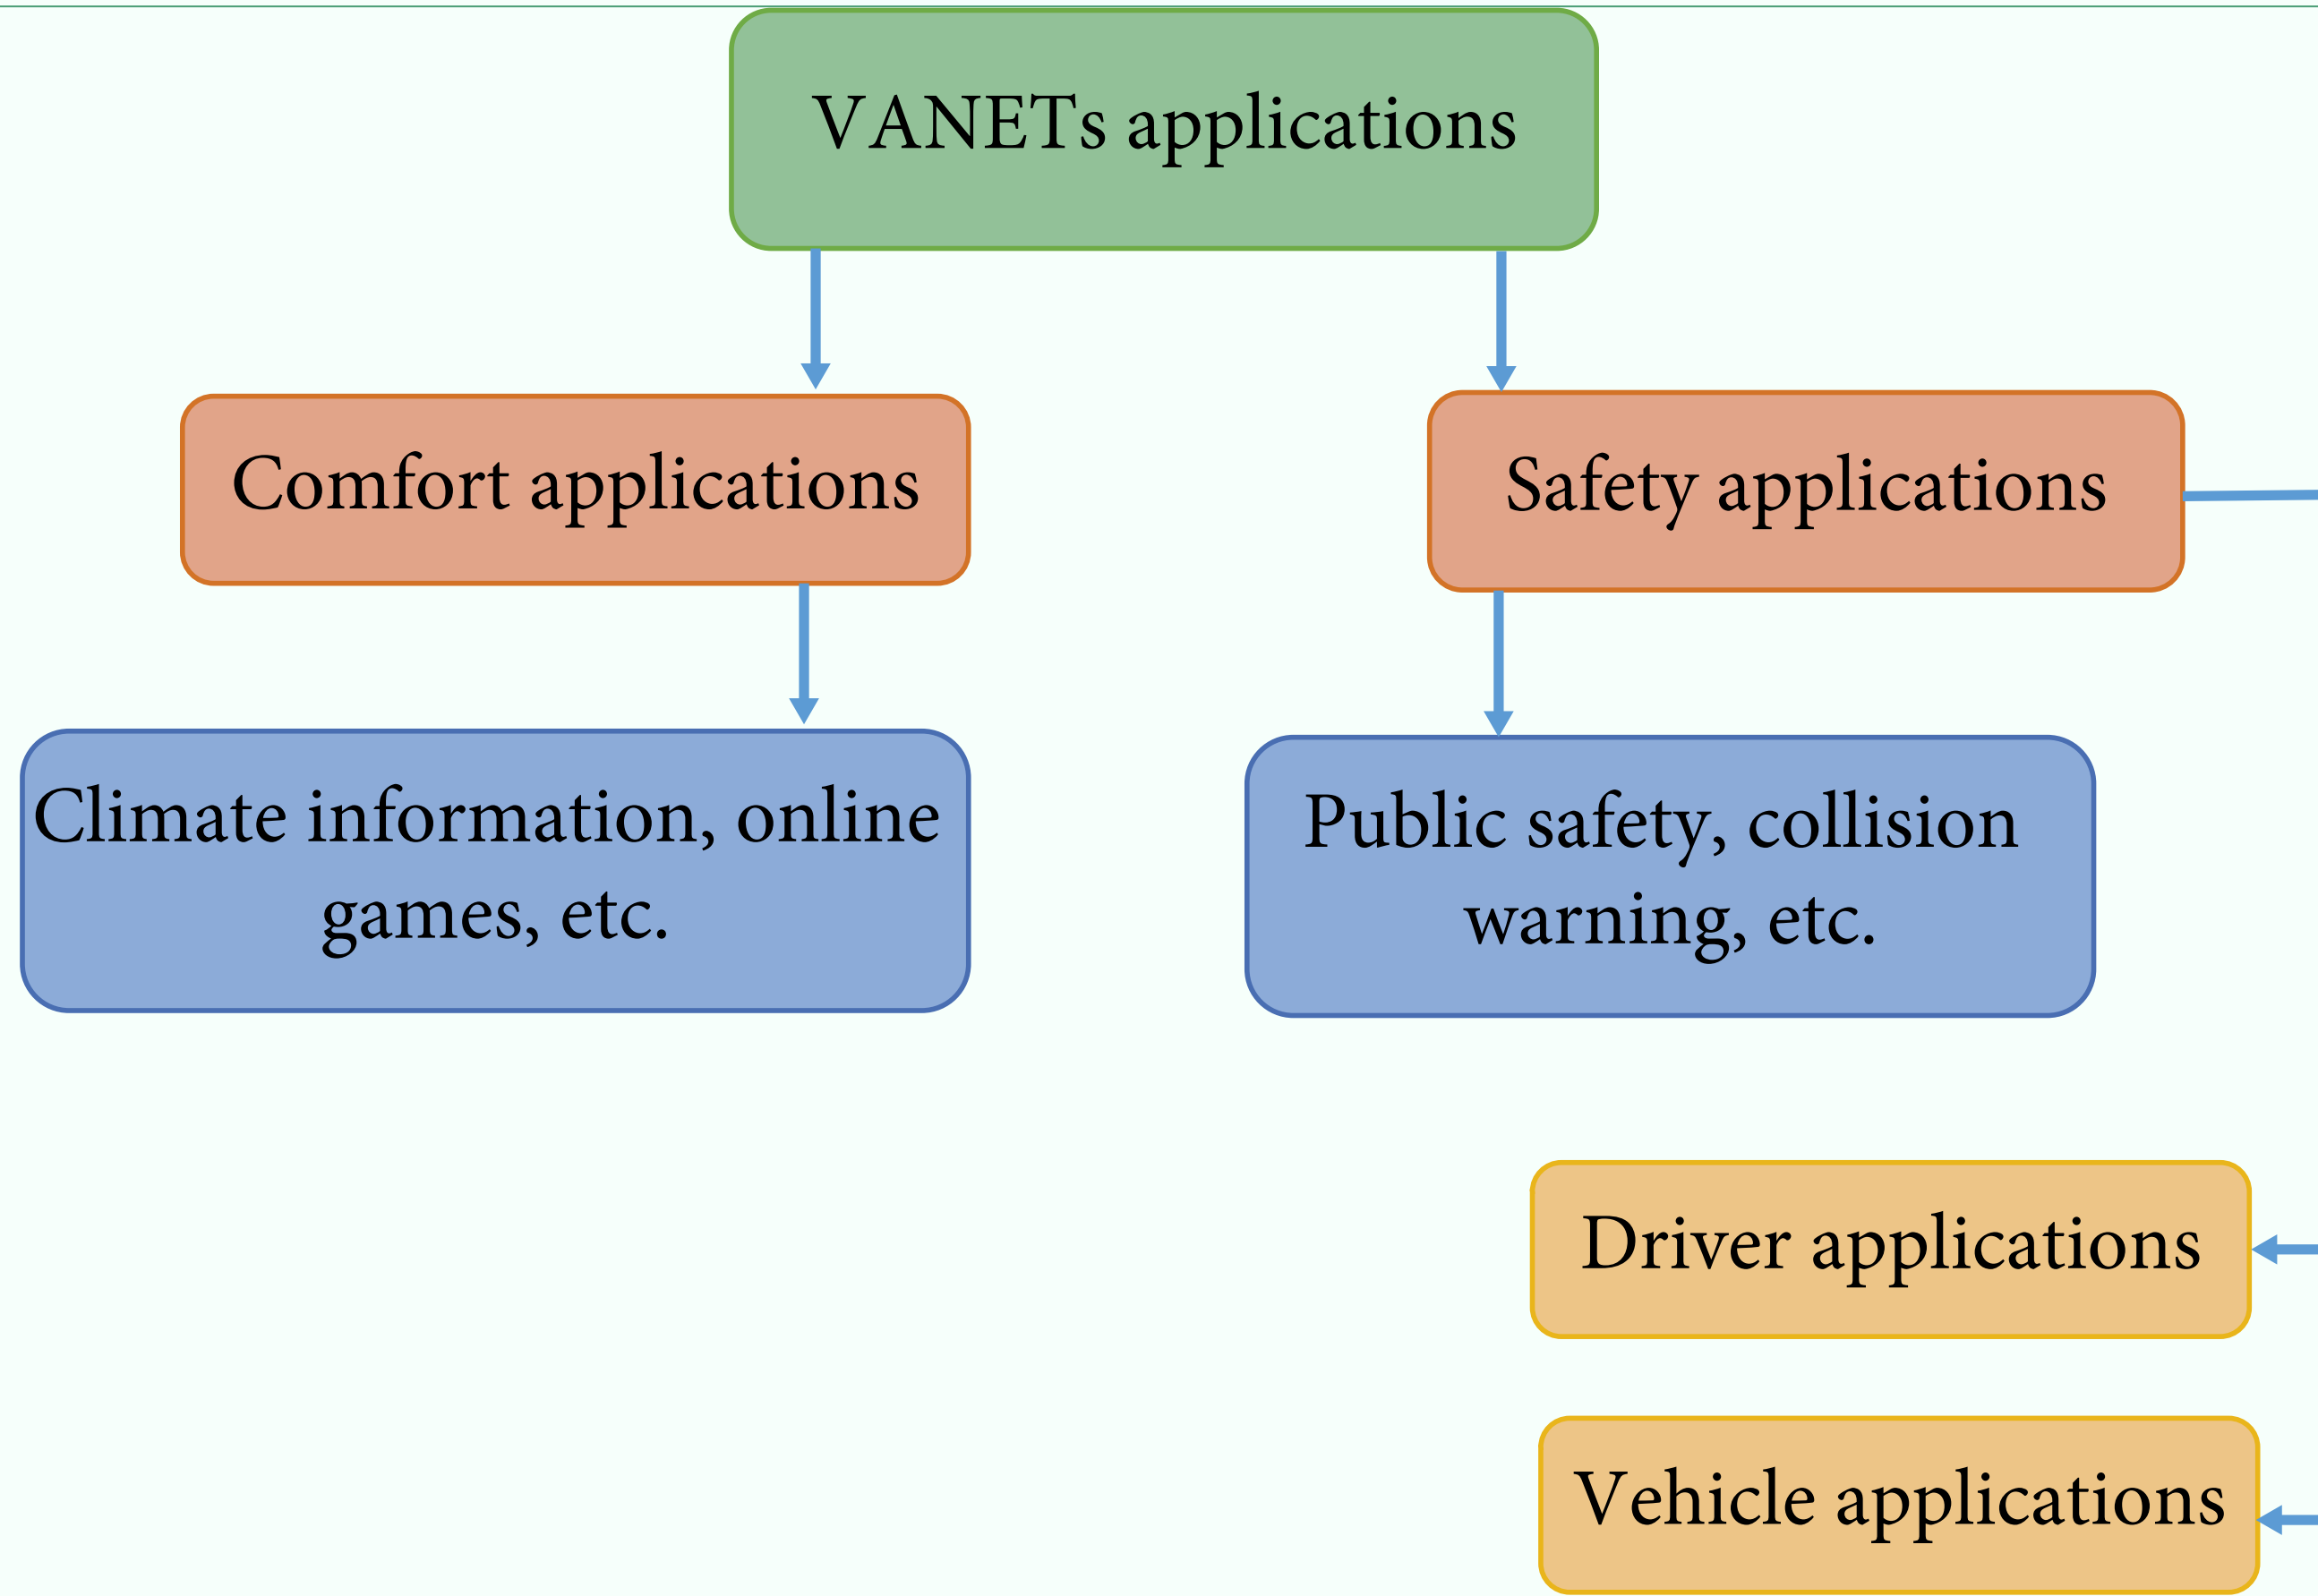 VANETs applications
Comfort applications
Safety applications
Climate information, online
games, etc.
Public safety, collision
warning, etc.
Driver applications
Vehicle applications